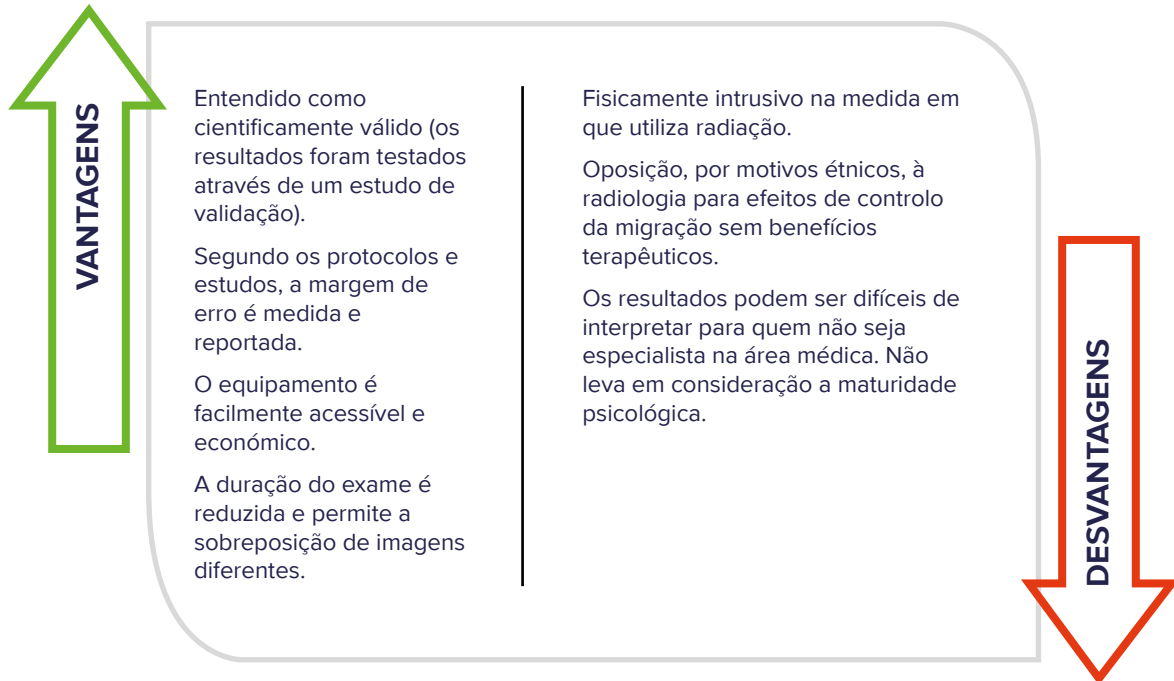 VANTAGENS
Entendido como
cientificamente válido (os
resultados foram testados
através de um estudo de
validação).
Segundo os protocolos e
estudos, a margem de
erro é medida e
reportada.
O equipamento é
facilmente acessível e
económico.
A duração do exame é
reduzida e permite a
sobreposição de imagens
diferentes.
Fisicamente intrusivo na medida em
que utiliza radiação.
Oposição, por motivos étnicos, à
radiologia para efeitos de controlo
da migração sem benefícios
terapêuticos.
Os resultados podem ser difíceis de
interpretar para quem não seja
especialista na área médica. Não
leva em consideração a maturidade
psicológica.
DESVANTAGENS